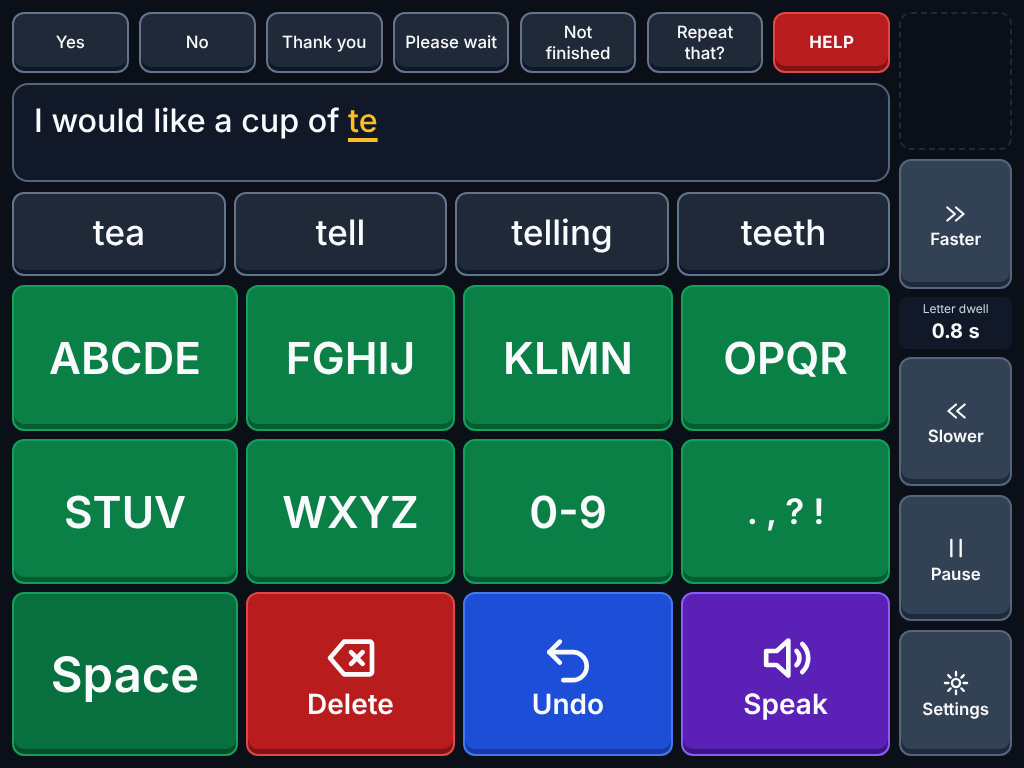 Yes
No
Thank you
Please wait
Not
finished
Repeat
that?
HELP
I would like a cup of te
tea
tell
telling
teeth
ABCDE
FGHIJ
KLMN
OPQR
STUV
WXYZ
0-9
. , ? !
Space
Delete
Undo
Speak
Faster
Letter dwell
0.8 s
Slower
Pause
Settings